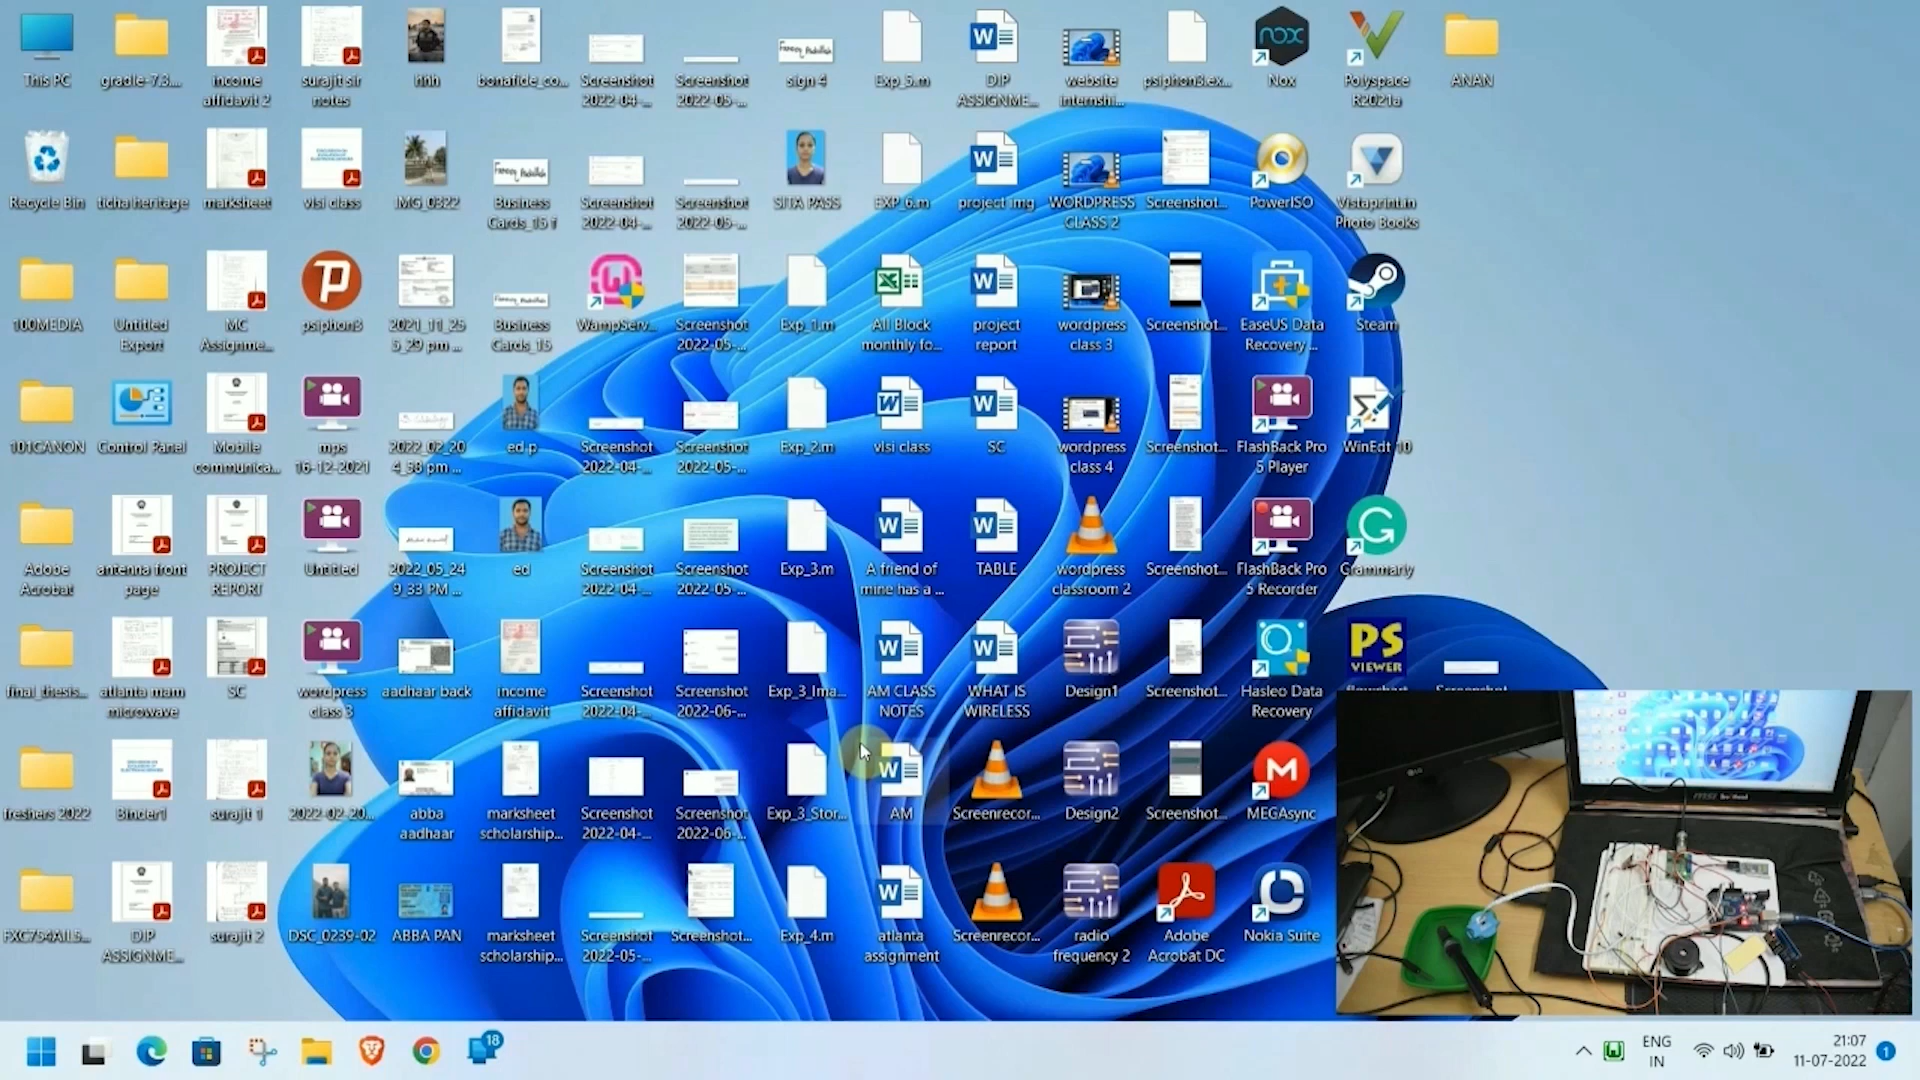 This PC
gradle-7.3....
income
affidavit 2
surajit sir
notes
hhh
bonafide_co...
Screenshot
2022-04-...
Screenshot
2022-05-...
sign 4
Exp_5.m
DIP
ASSIGNME...
website
internshi...
psiphon3.ex...
Nox
Polyspace
R2021a
ANAN
Recycle Bin
ticha heritage
marksheet
vlsi class
IMG_0322
Business
Cards_15 f
Screenshot
2022-04-...
Screenshot
2022-05-...
SITA PASS
EXP_6.m
project img
WORDPRESS
CLASS 2
Screenshot...
PowerISO
Vistaprint.in
Photo Books
100MEDIA
Untitled
Export
MC
Assignme...
psiphon3
2021_11_25
5_29 pm ...
Business
Cards_15
WampServ...
Screenshot
2022-05-...
Exp_1.m
All Block
monthly fo...
project
report
wordpress
class 3
Screenshot...
EaseUS Data
Recovery ...
Steam
101CANON
Control Panel
Mobile
communica...
mps
16-12-2021
2022_02_20
4_58 pm ...
ed p
Screenshot
2022-04-...
Screenshot
2022-05-...
Exp_2.m
vlsi class
SC
wordpress
class 4
Screenshot...
FlashBack Pro
5 Player
WinEdt 10
Adobe
Acrobat
antenna front
page
PROJECT
REPORT
Untitled
2022_05_24
9_33 PM ...
ed
Screenshot
2022-04-...
Screenshot
2022-05-...
Exp_3.m
A friend of
mine has a ...
TABLE
wordpress
classroom 2
Screenshot...
FlashBack Pro
5 Recorder
Grammarly
final_thesis...
atlanta mam
microwave
SC
wordpress
class 3
aadhaar back
income
affidavit
Screenshot
2022-04-...
Screenshot
2022-06-...
Exp_3_Ima...
AM CLASS
NOTES
WHAT IS
WIRELESS
Design1
Screenshot...
Hasleo Data
Recovery
PS
VIEWER
freshers 2022
Binder1
surajit 1
2022-02-20...
abba
aadhaar
marksheet
scholarship...
Screenshot
2022-04-...
Screenshot
2022-06-...
Exp_3_Stor...
AM
Screenrecor...
Design2
Screenshot...
MEGAsync
FXC7S4AIL5...
DIP
ASSIGNME...
surajit 2
DSC_0239-02
ABBA PAN
marksheet
scholarship...
Screenshot
2022-05-...
Screenshot...
Exp_4.m
atlanta
assignment
Screenrecor...
radio
frequency 2
Adobe
Acrobat DC
Nokia Suite
18
ENG
IN
21:07
11-07-2022
1